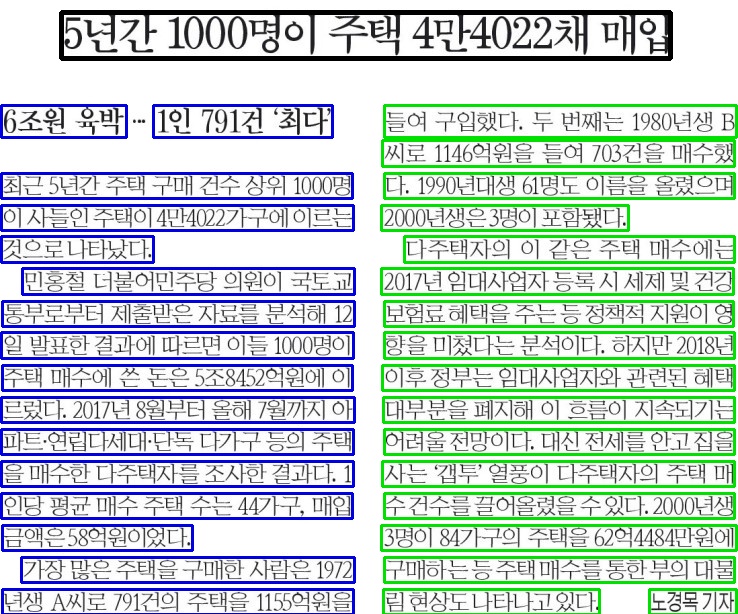 5년간 1000명이 주택 4만4022채 매입
6조원 육박 … 1인 791건 ‘최다’
최근 5년간 주택 구매 건수 상위 1000명
이 사들인 주택이 4만4022가구에 이르는
것으로 나타났다.
민홍철 더불어민주당 의원이 국토교
통부로부터 제출받은 자료를 분석해 12
일 발표한 결과에 따르면 이들 1000명이
주택 매수에 쓴 돈은 5조8452억원에 이
르렀다. 2017년 8월부터 올해 7월까지 아
파트·연립다세대·단독 다가구 등의 주택
을 매수한 다주택자를 조사한 결과다. 1
인당 평균 매수 주택 수는 44가구, 매입
금액은 58억원이었다.
가장 많은 주택을 구매한 사람은 1972
년생 A씨로 791건의 주택을 1155억원을
들여 구입했다. 두 번째는 1980년생 B
씨로 1146억원을 들여 703건을 매수했
다. 1990년대생 61명도 이름을 올렸으며
2000년생은 3명이 포함됐다.
다주택자의 이 같은 주택 매수에는
2017년 임대사업자 등록 시 세제 및 건강
보험료 혜택을 주는 등 정책적 지원이 영
향을 미쳤다는 분석이다. 하지만 2018년
이후 정부는 임대사업자와 관련된 혜택
대부분을 폐지해 이 흐름이 지속되기는
어려울 전망이다. 대신 전세를 안고 집을
사는 ‘갭투’ 열풍이 다주택자의 주택 매
수 건수를 끌어올렸을 수 있다. 2000년생
3명이 84가구의 주택을 62억4484만원에
구매하는 등 주택 매수를 통한 부의 대물
림 현상도 나타나고 있다. 노경목 기자